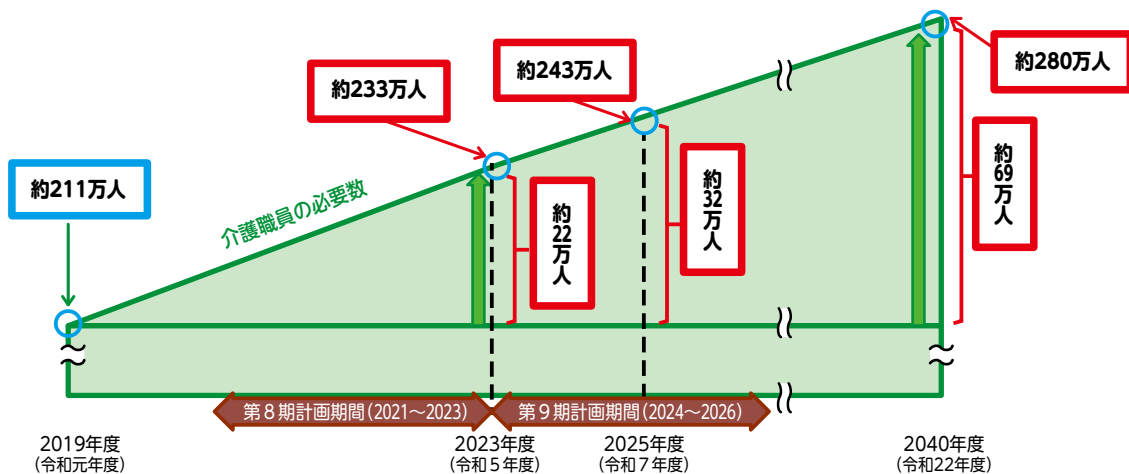 約280万人
約243万人
約233万人
約211万人
介護職員の必要数
約22万人
約32万人
約69万人
第8期計画期間(2021~2023)
第9期計画期間(2024~2026)
2019年度
(令和元年度)
2023年度
(令和5年度)
2025年度
(令和7年度)
2040年度
(令和22年度)